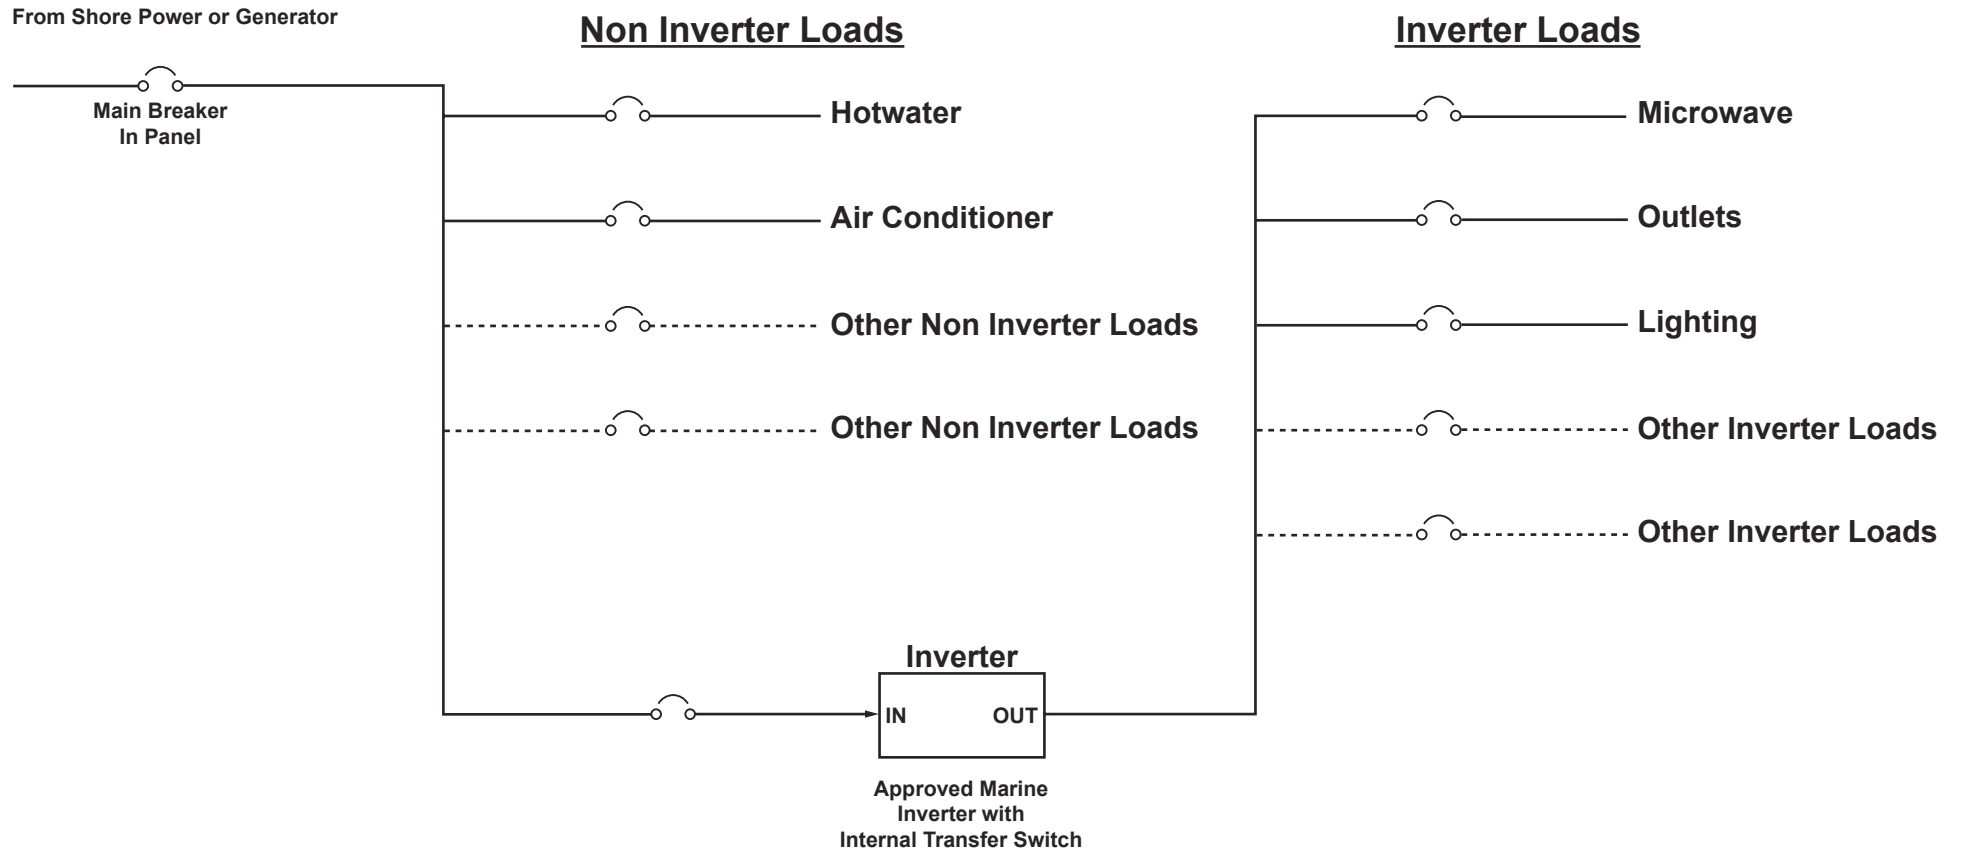 From Shore Power or Generator
Non Inverter Loads
Inverter Loads
Main Breaker
In Panel
Hotwater
Microwave
Air Conditioner
Outlets
Other Non Inverter Loads
Lighting
Other Non Inverter Loads
Other Inverter Loads
Other Inverter Loads
Inverter
IN OUT
Approved Marine
Inverter with
Internal Transfer Switch